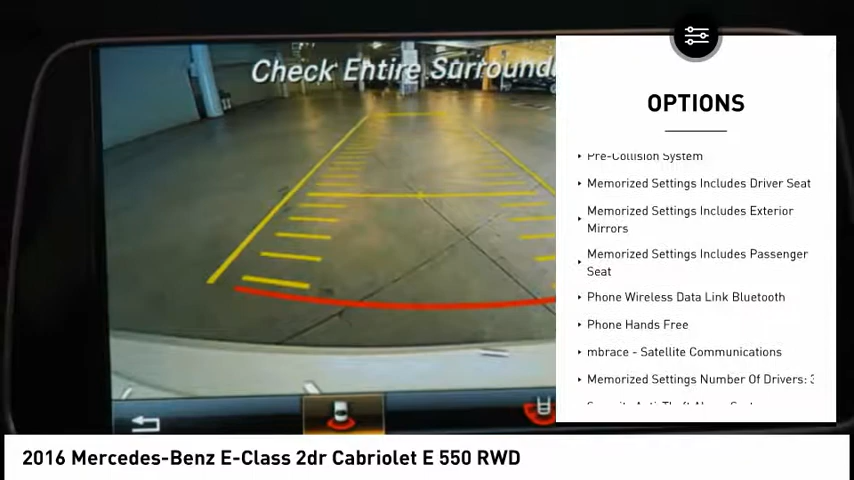 Check Entire Surround
OPTIONS
Pre-Collision System
Memorized Settings Includes Driver Seat
Memorized Settings Includes Exterior
Mirrors
Memorized Settings Includes Passenger
Seat
Phone Wireless Data Link Bluetooth
Phone Hands Free
mbrace - Satellite Communications
Memorized Settings Number Of Drivers: 3
2016 Mercedes-Benz E-Class 2dr Cabriolet E 550 RWD